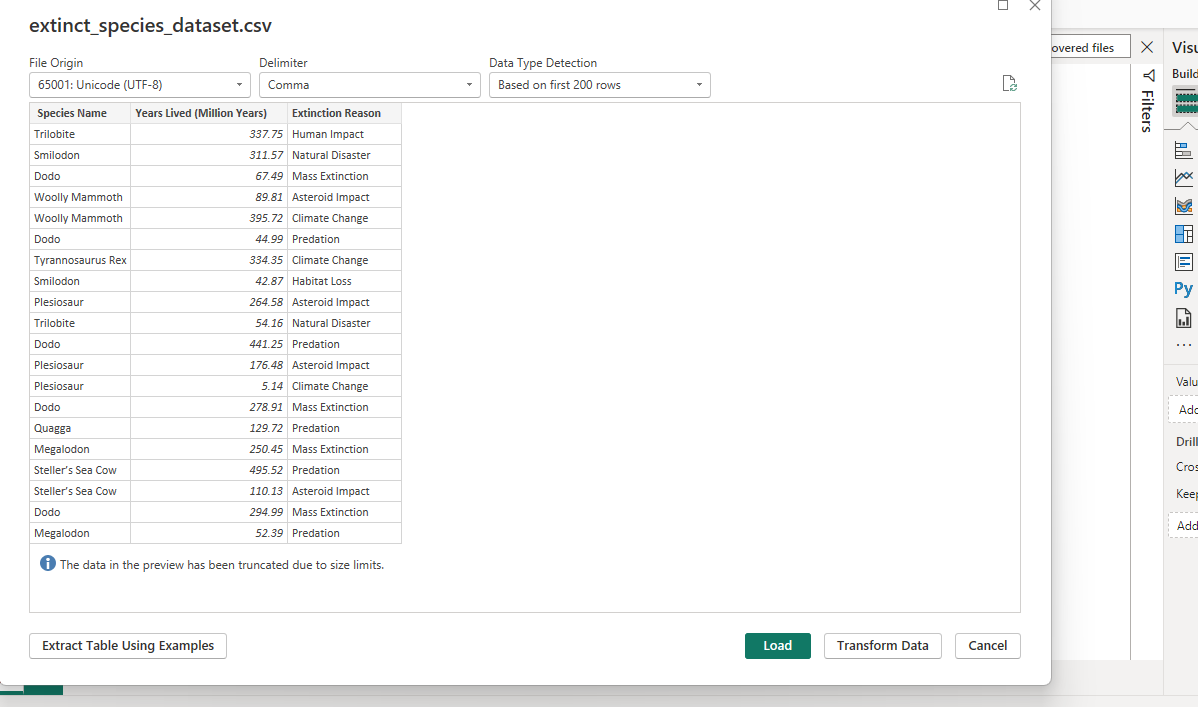 extinct_species_dataset.csv
overed files
Visu
File Origin Delimiter Data Type Detection
Build
65001: Unicode (UTF-8) Comma Based on first 200 rows
Filters
Species Name Years Lived (Million Years) Extinction Reason
Trilobite 337.75 Human Impact
Smilodon 311.57 Natural Disaster
Dodo 67.49 Mass Extinction
Woolly Mammoth 89.81 Asteroid Impact
Woolly Mammoth 395.72 Climate Change
Dodo 44.99 Predation
Tyrannosaurus Rex 334.35 Climate Change
Smilodon 42.87 Habitat Loss
Plesiosaur 264.58 Asteroid Impact
Trilobite 54.16 Natural Disaster
Dodo 441.25 Predation
Plesiosaur 176.48 Asteroid Impact
Plesiosaur 5.14 Climate Change
Dodo 278.91 Mass Extinction
Quagga 129.72 Predation
Megalodon 250.45 Mass Extinction
Steller’s Sea Cow 495.52 Predation
Steller’s Sea Cow 110.13 Asteroid Impact
Dodo 294.99 Mass Extinction
Megalodon 52.39 Predation
The data in the preview has been truncated due to size limits.
Extract Table Using Examples Load Transform Data Cancel
Py
...
Valu
Add
Drill
Cros
Keep
Add